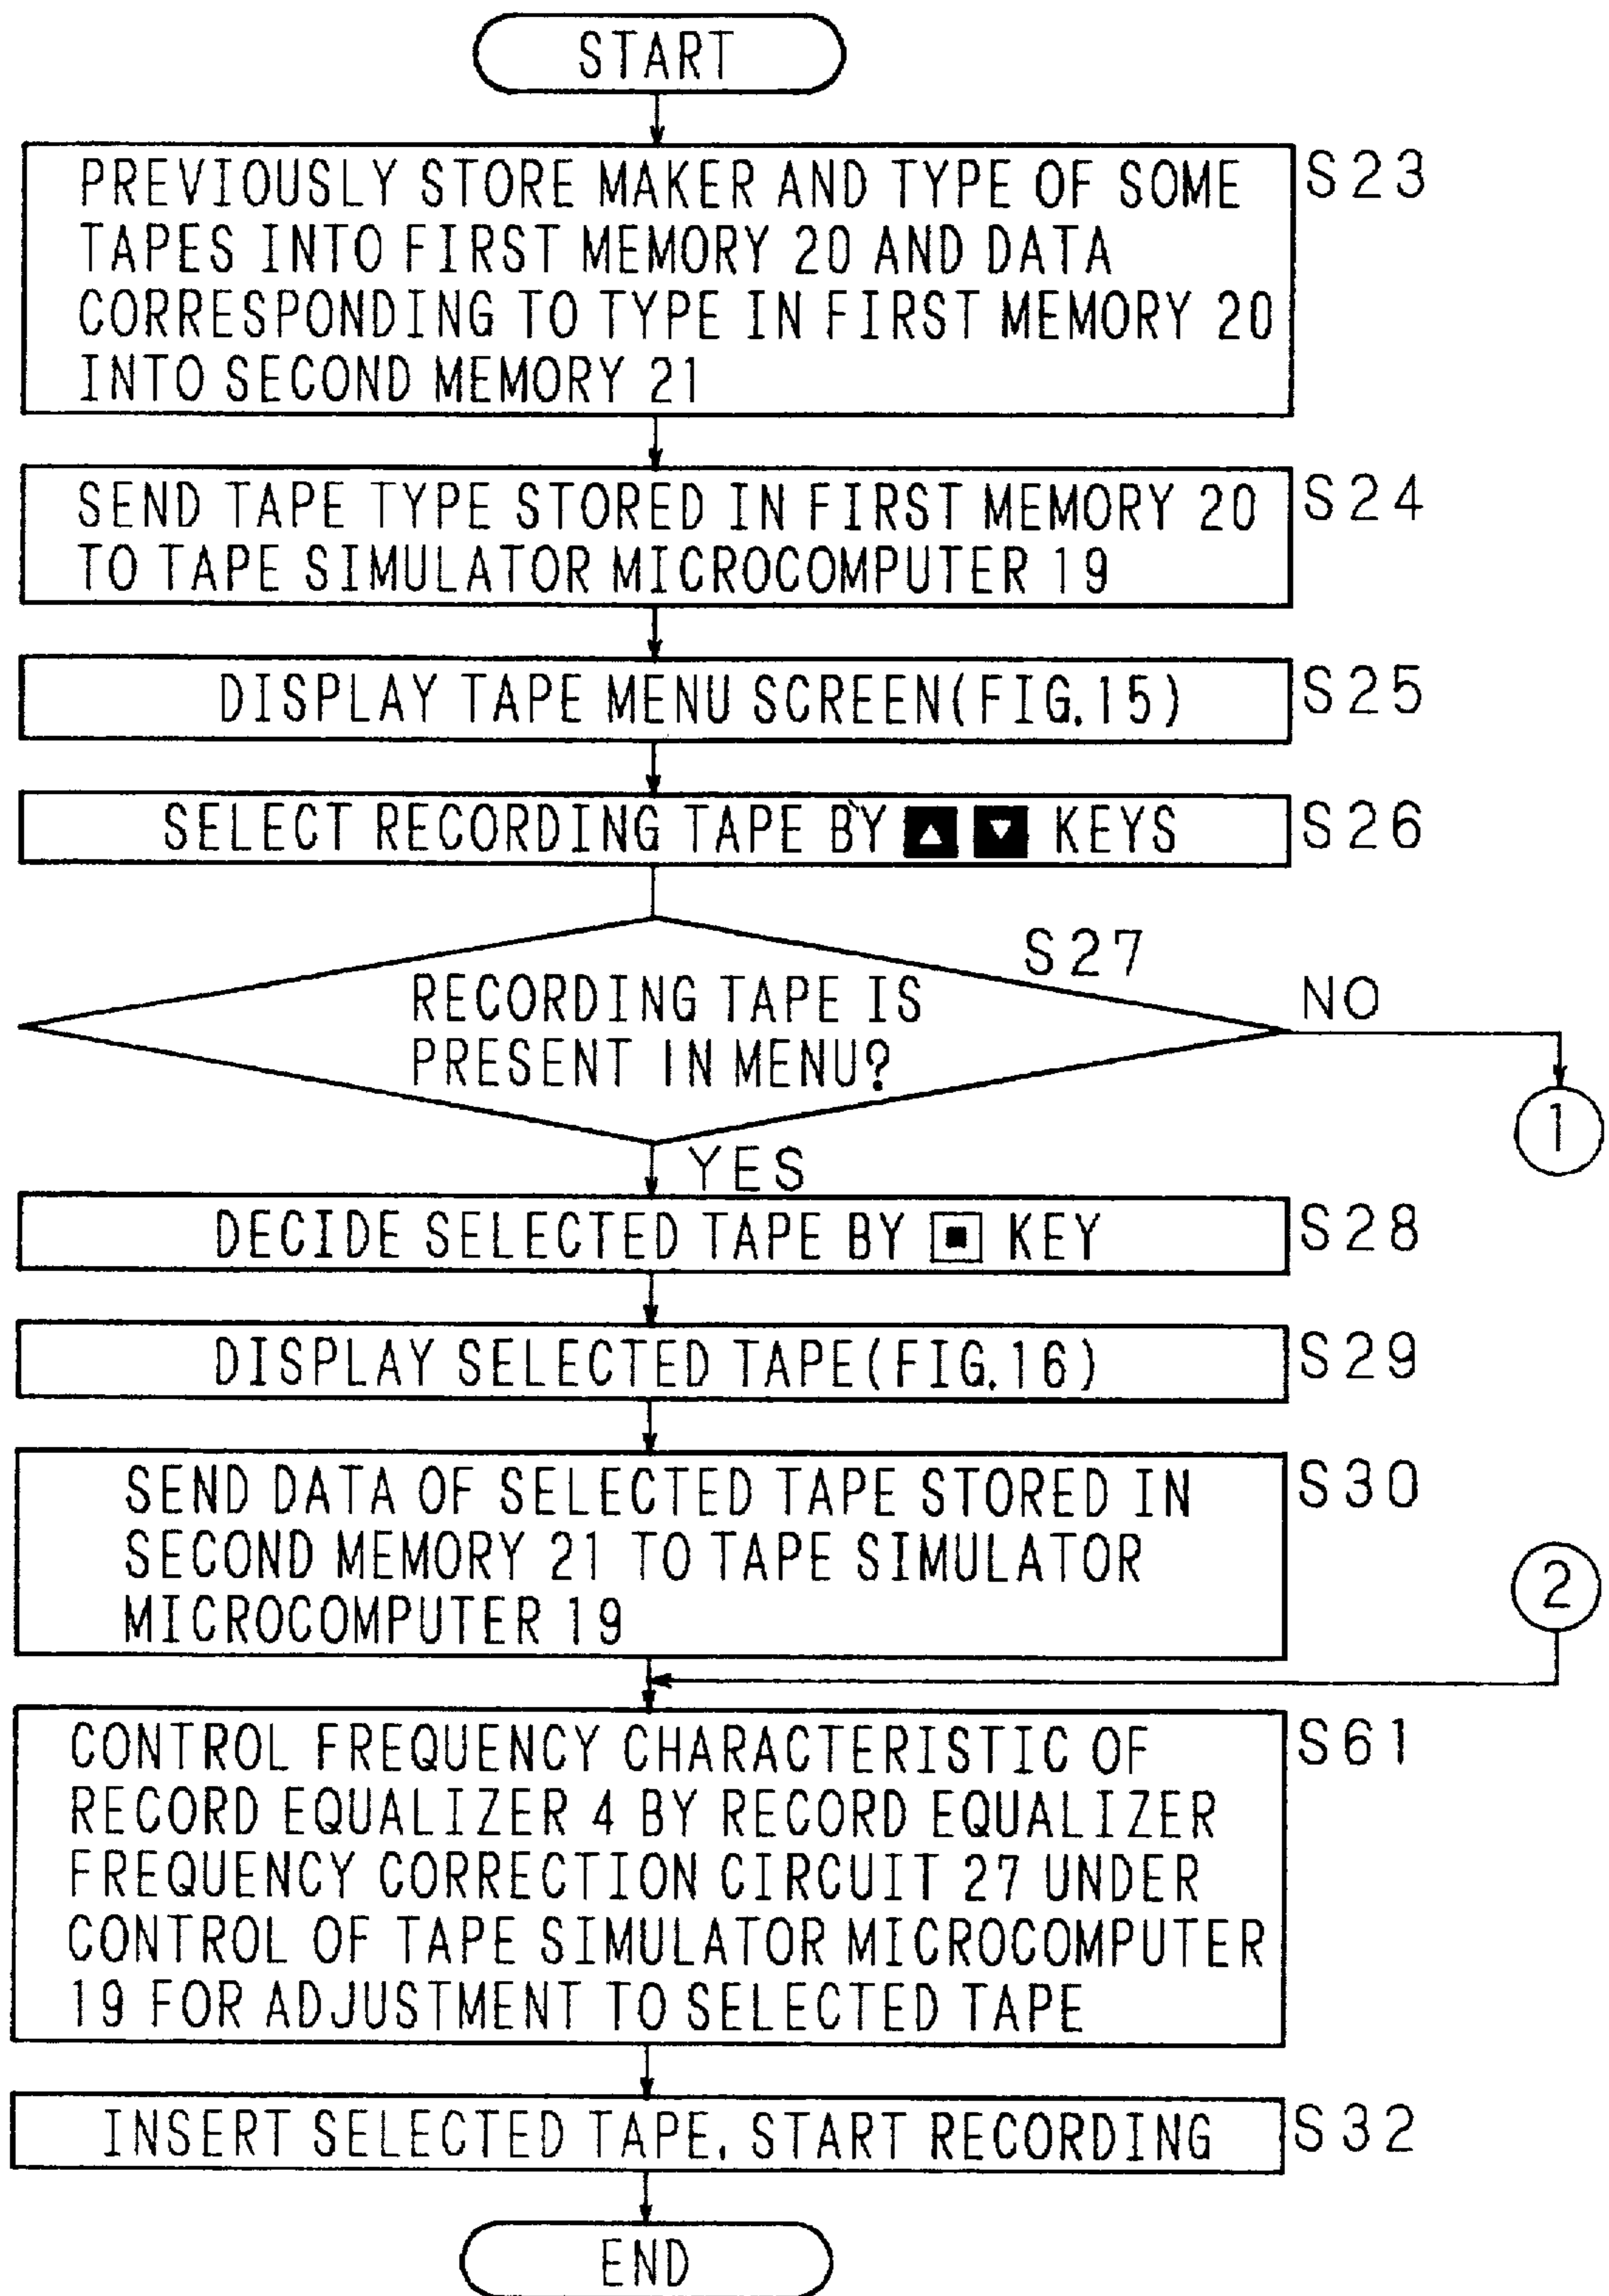 START
PREVIOUSLY STORE MAKER AND TYPE OF SOME
TAPES INTO FIRST MEMORY 20 AND DATA
CORRESPONDING TO TYPE IN FIRST MEMORY 20
INTO SECOND MEMORY 21
S23
SEND TAPE TYPE STORED IN FIRST MEMORY 20
TO TAPE SIMULATOR MICROCOMPUTER 19
S24
DISPLAY TAPE MENU SCREEN(FIG.15)
S25
SELECT RECORDING TAPE BY ▲ ▼ KEYS
S26
S27
RECORDING TAPE IS
PRESENT IN MENU?
NO
1
YES
DECIDE SELECTED TAPE BY ▣ KEY
S28
DISPLAY SELECTED TAPE(FIG.16)
S29
SEND DATA OF SELECTED TAPE STORED IN
SECOND MEMORY 21 TO TAPE SIMULATOR
MICROCOMPUTER 19
S30
2
CONTROL FREQUENCY CHARACTERISTIC OF
RECORD EQUALIZER 4 BY RECORD EQUALIZER
FREQUENCY CORRECTION CIRCUIT 27 UNDER
CONTROL OF TAPE SIMULATOR MICROCOMPUTER
19 FOR ADJUSTMENT TO SELECTED TAPE
S61
INSERT SELECTED TAPE, START RECORDING
S32
END